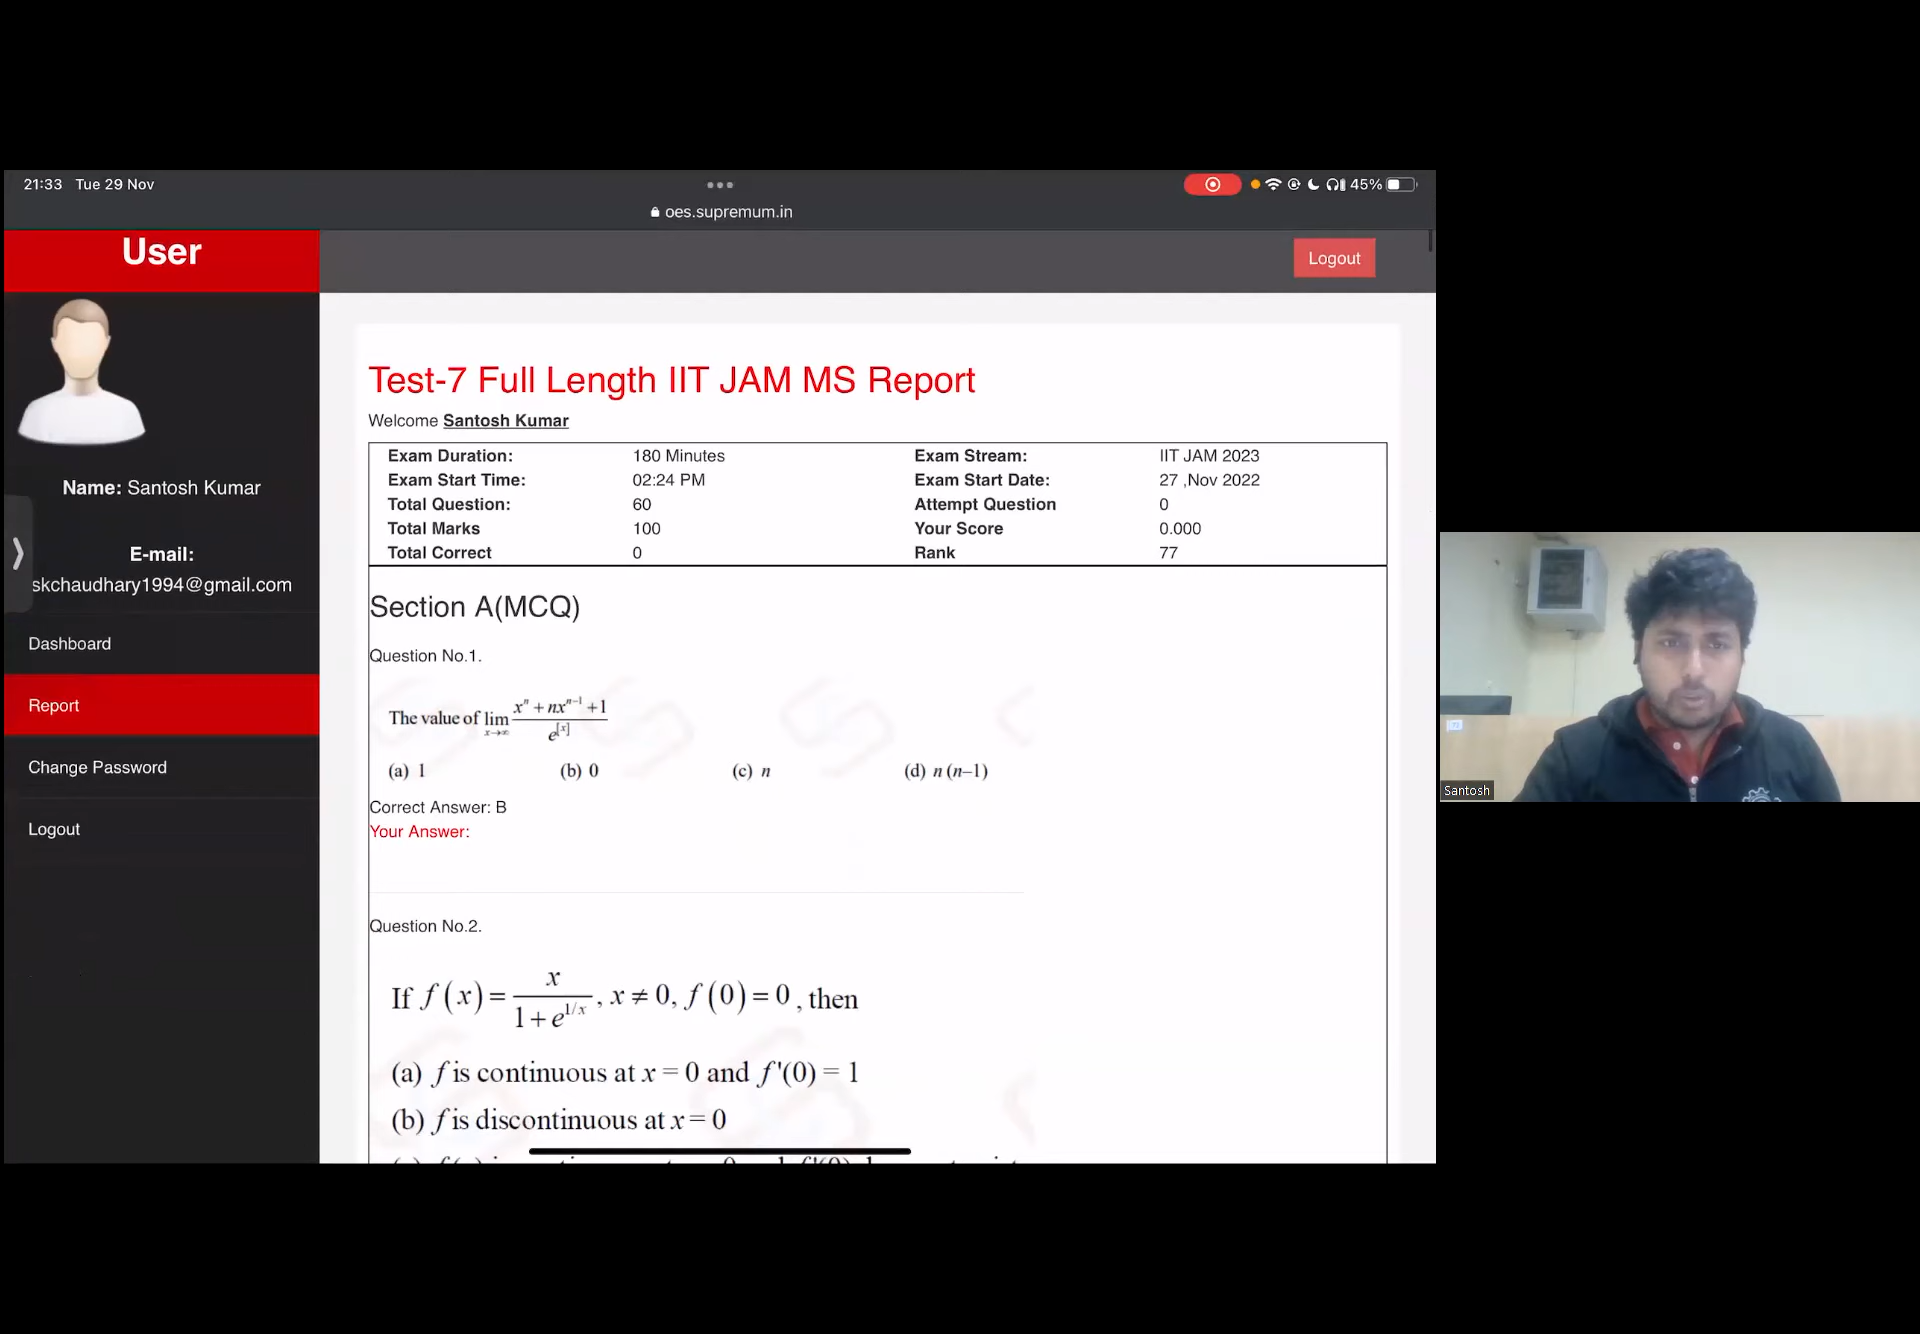 21:33 Tue 29 Nov
45%
oes.supremum.in
User
Logout
Name: Santosh Kumar
E-mail:
skchaudhary1994@gmail.com
Dashboard
Report
Change Password
Logout
Test-7 Full Length IIT JAM MS Report
Welcome Santosh Kumar
Exam Duration: 180 Minutes Exam Stream: IIT JAM 2023
Exam Start Time: 02:24 PM Exam Start Date: 27 ,Nov 2022
Total Question: 60 Attempt Question 0
Total Marks 100 Your Score 0.000
Total Correct 0 Rank 77
Section A(MCQ)
Question No.1.
The value of lim_{x→∞} (x^n + nx^{n-1} + 1)/e^{[x]}
(a) 1 (b) 0 (c) n (d) n (n–1)
Correct Answer: B
Your Answer:
Question No.2.
If f(x) = x/(1 + e^{1/x}), x ≠ 0, f(0) = 0, then
(a) f is continuous at x = 0 and f'(0) = 1
(b) f is discontinuous at x = 0
Santosh